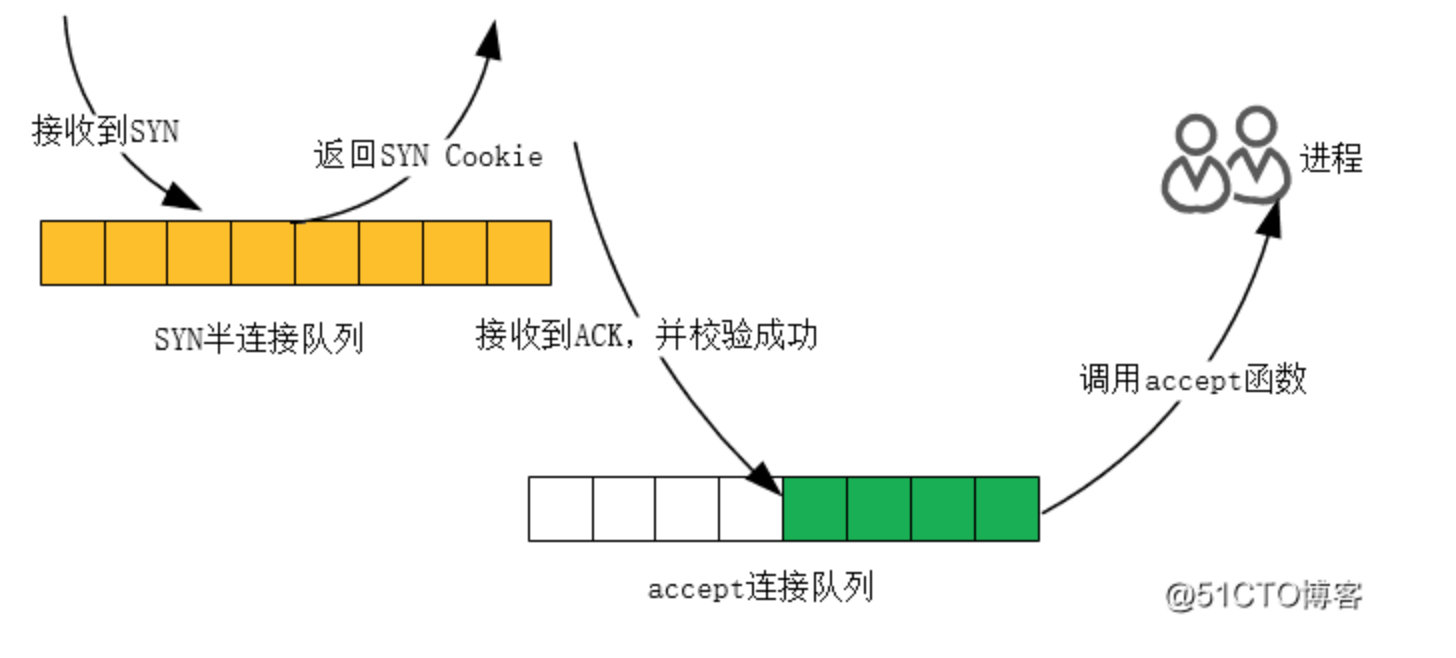 接收到SYN
返回SYN Cookie
进程
SYN半连接队列
接收到ACK，并校验成功
调用accept函数
accept连接队列
@51CTO博客